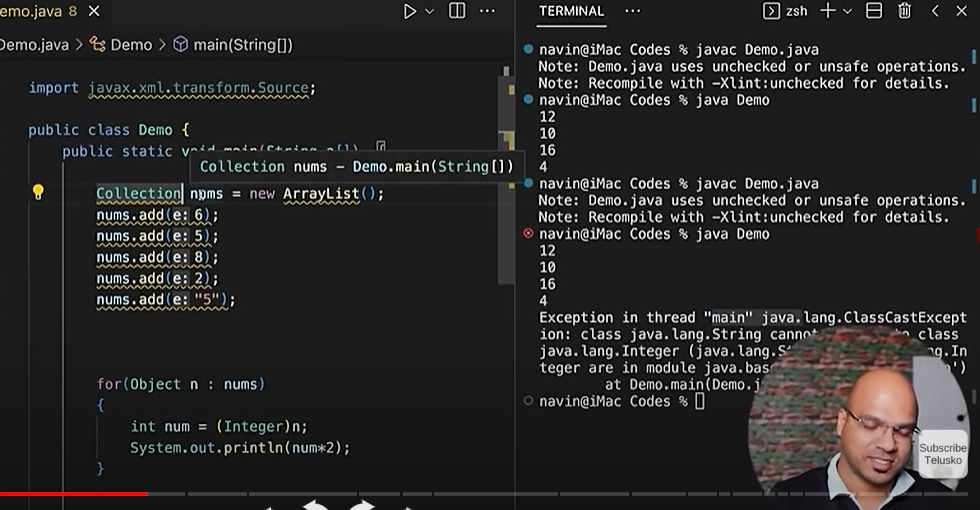 emo.java 8
Demo.java > Demo > main(String[])
import javax.xml.transform.Source;
public class Demo {
public static void main(String a[]) {
Collection nums - Demo.main(String[])
Collection nums = new ArrayList();
nums.add(e: 6);
nums.add(e: 5);
nums.add(e: 8);
nums.add(e: 2);
nums.add(e: "5");
for(Object n : nums)
{
int num = (Integer)n;
System.out.println(num*2);
}
TERMINAL
zsh
navin@iMac Codes % javac Demo.java
Note: Demo.java uses unchecked or unsafe operations.
Note: Recompile with -Xlint:unchecked for details.
navin@iMac Codes % java Demo
12
10
16
4
navin@iMac Codes % javac Demo.java
Note: Demo.java uses unchecked or unsafe operations.
Note: Recompile with -Xlint:unchecked for details.
navin@iMac Codes % java Demo
12
10
16
4
Exception in thread "main" java.lang.ClassCastExcept
ion: class java.lang.String cannot class
java.lang.Integer (java.lang.S ng.In
teger are in module java.bas ')
at Demo.main(Demo.j
navin@iMac Codes %
Subscribe
Telusko